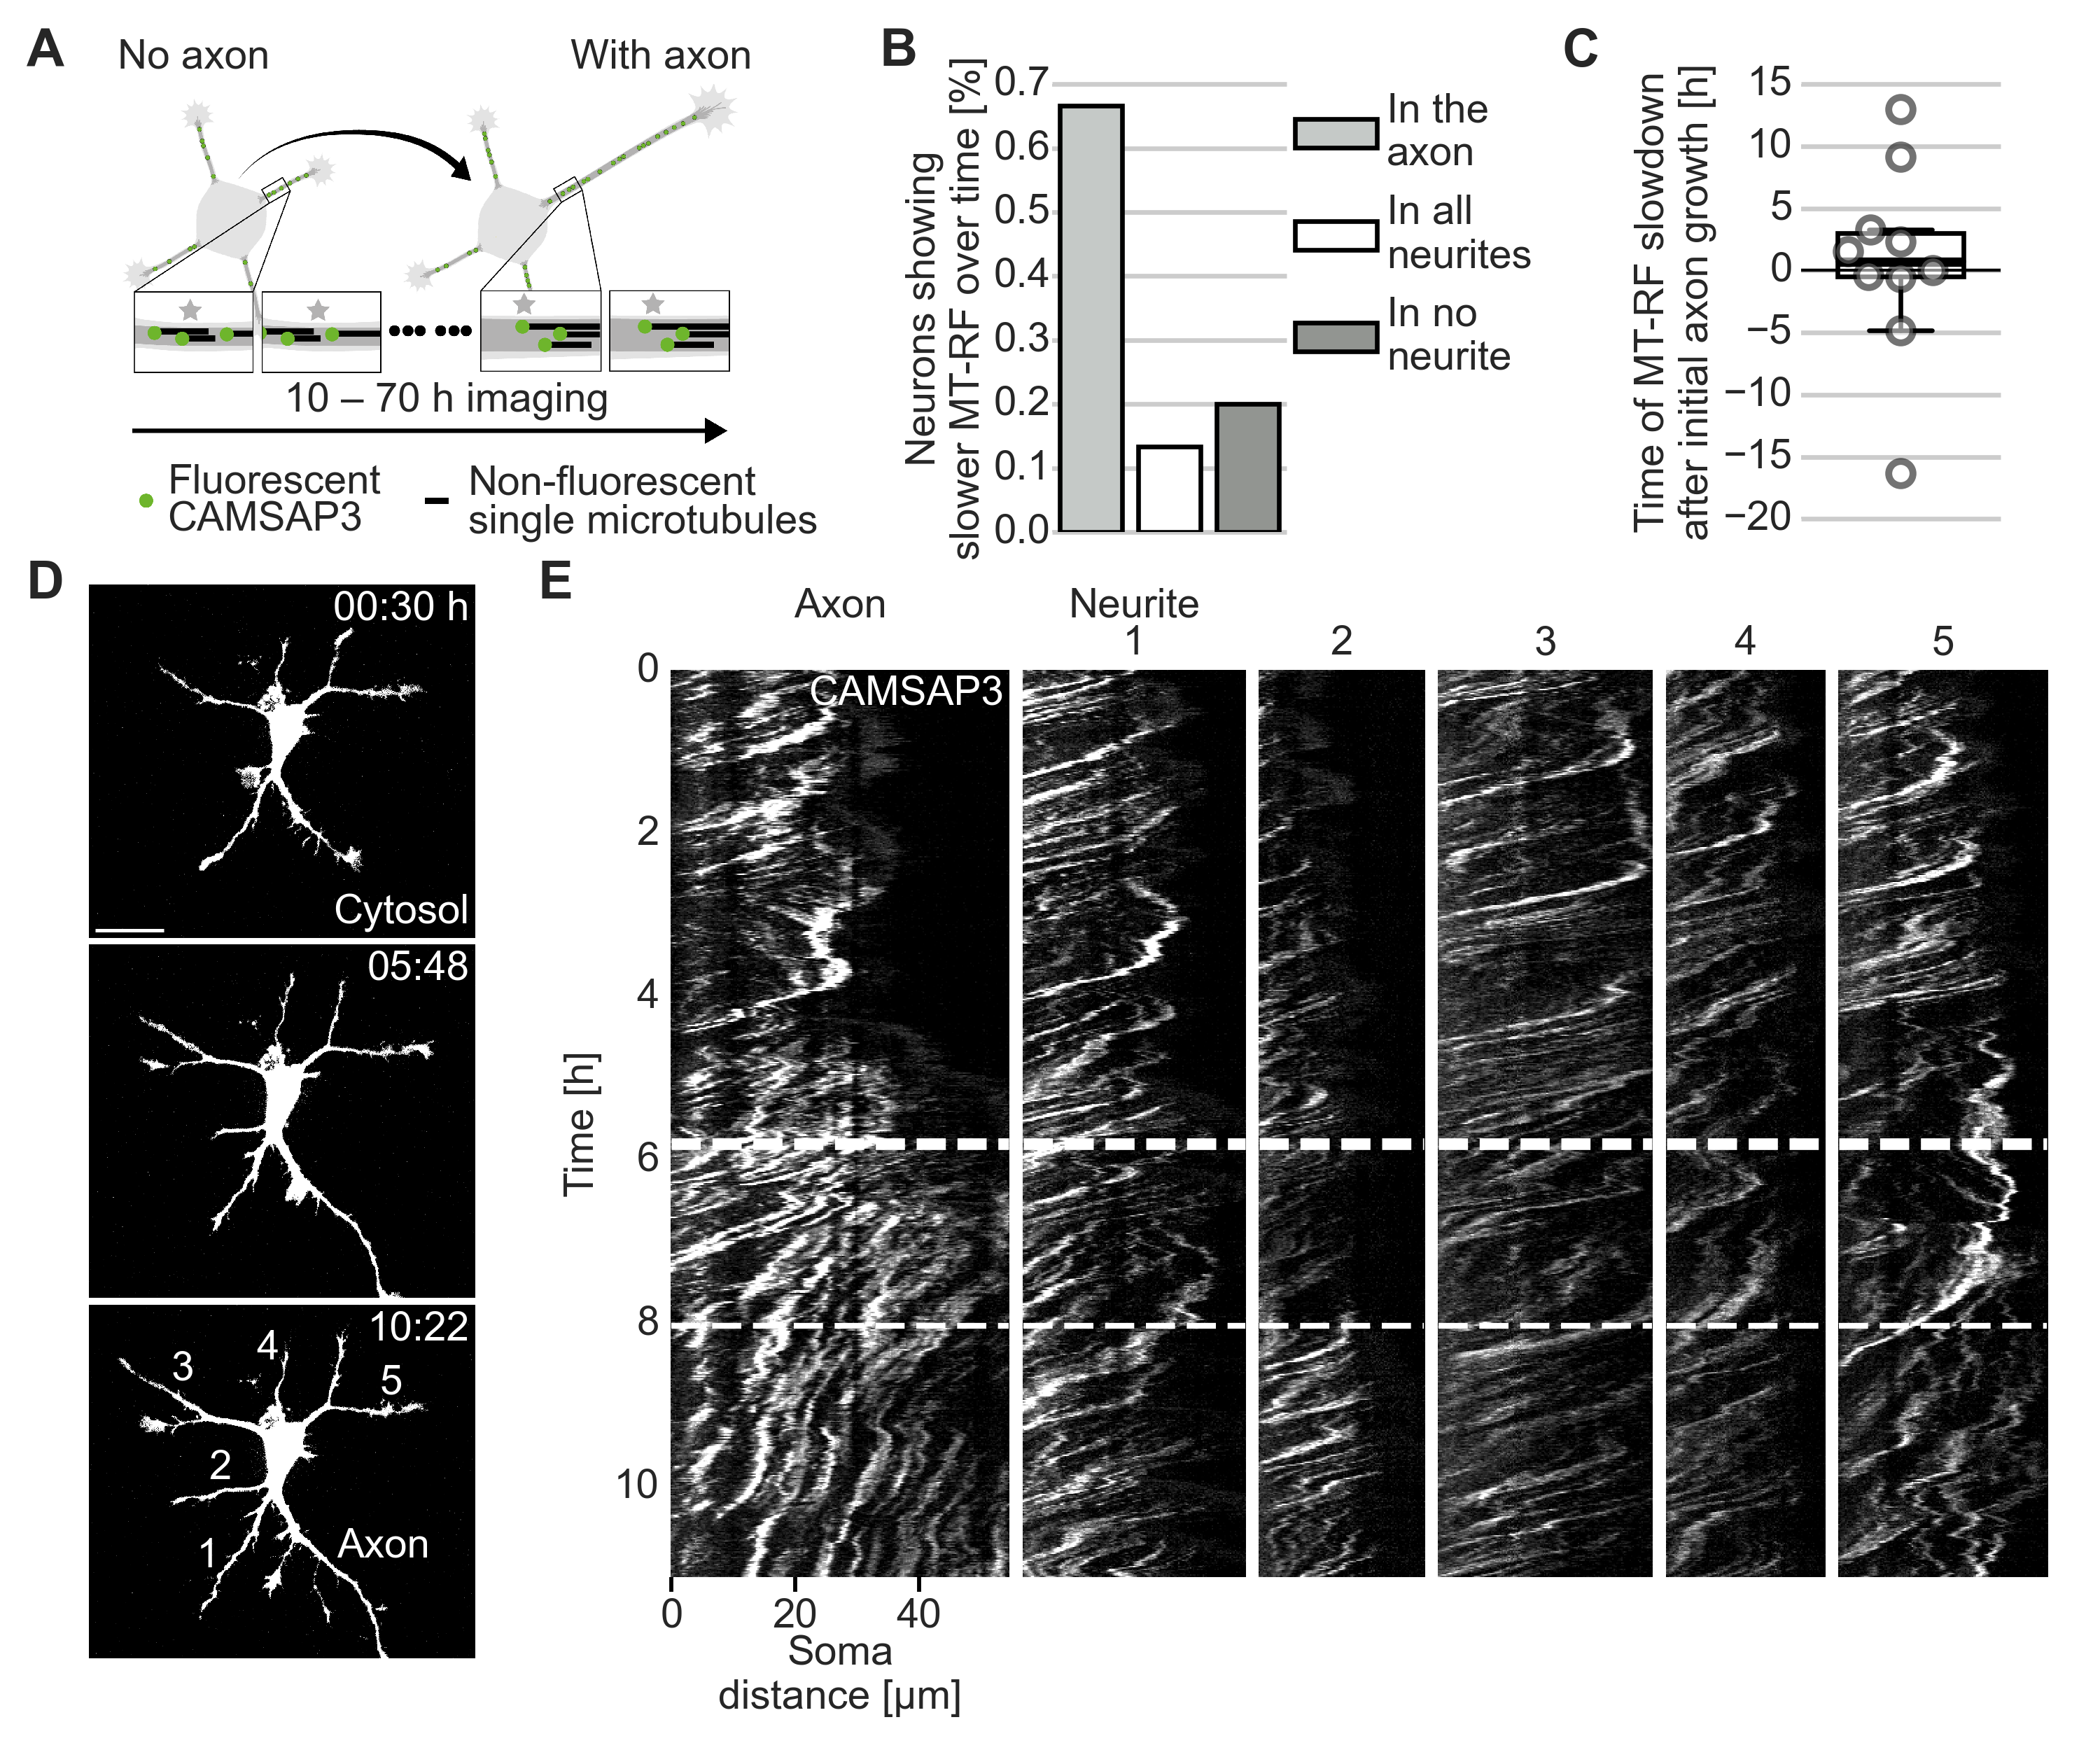 A
No axon
With axon
10 – 70 h imaging
Fluorescent
CAMSAP3
Non-fluorescent
single microtubules
B
Neurons showing
slower MT-RF over time [%]
0.7
0.6
0.5
0.4
0.3
0.2
0.1
0.0
In the
axon
In all
neurites
In no
neurite
C
Time of MT-RF slowdown
after initial axon growth [h]
15
10
5
0
−5
−10
−15
−20
D
00:30 h
Cytosol
05:48
10:22
3
4
5
2
1
Axon
E
Axon
Neurite
1
2
3
4
5
CAMSAP3
Time [h]
0
2
4
6
8
10
0
20
40
Soma
distance [µm]